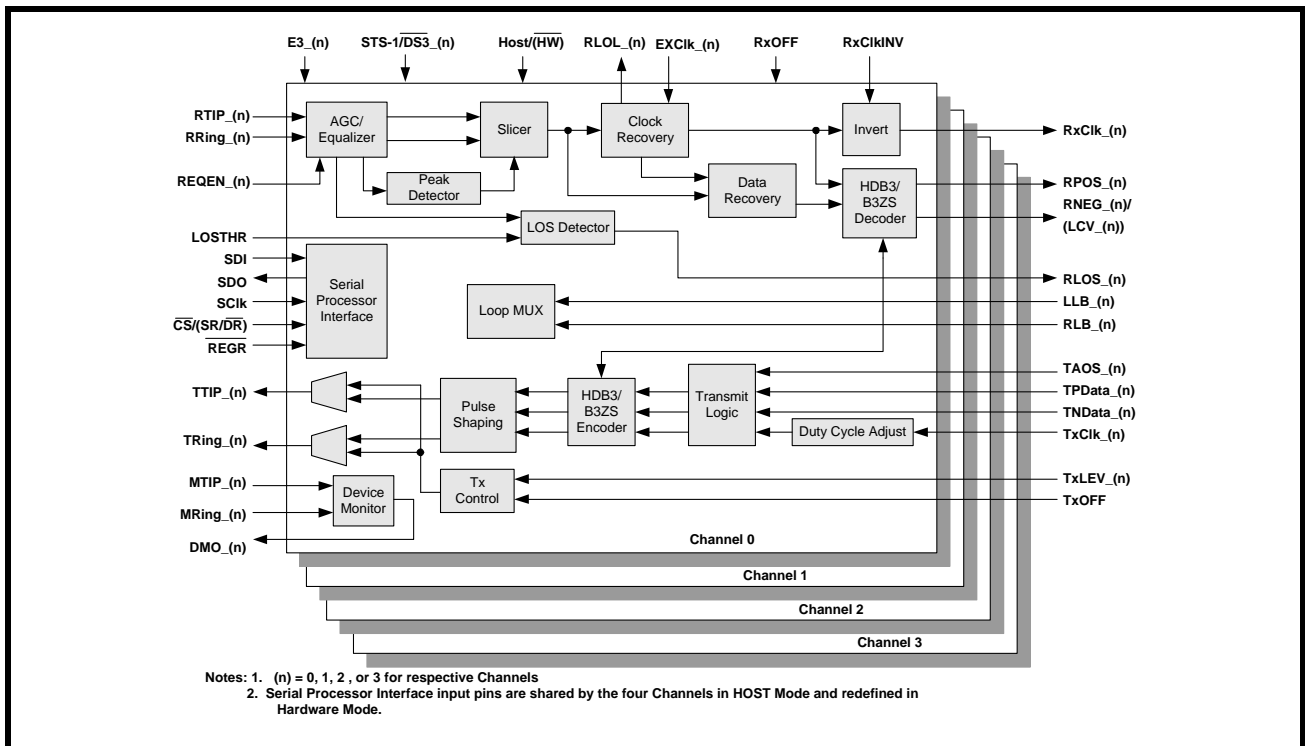 E3_(n)
STS-1/DS3_(n)
Host/(HW)
RLOL_(n)
EXClk_(n)
RxOFF
RxClkINV
RTIP_(n)
RRing_(n)
REQEN_(n)
LOSTHR
SDI
SDO
SClk
CS/(SR/DR)
REGR
TTIP_(n)
TRing_(n)
MTIP_(n)
MRing_(n)
DMO_(n)
AGC/
Equalizer
Slicer
Clock
Recovery
Invert
Peak
Detector
Data
Recovery
HDB3/
B3ZS
Decoder
LOS Detector
Serial
Processor
Interface
Loop MUX
Pulse
Shaping
HDB3/
B3ZS
Encoder
Transmit
Logic
Duty Cycle Adjust
Tx
Control
Device
Monitor
RxClk_(n)
RPOS_(n)
RNEG_(n)/
(LCV_(n))
RLOS_(n)
LLB_(n)
RLB_(n)
TAOS_(n)
TPData_(n)
TNData_(n)
TxClk_(n)
TxLEV_(n)
TxOFF
Channel 0
Channel 1
Channel 2
Channel 3
Notes: 1. (n) = 0, 1, 2 , or 3 for respective Channels
2. Serial Processor Interface input pins are shared by the four Channels in HOST Mode and redefined in
Hardware Mode.